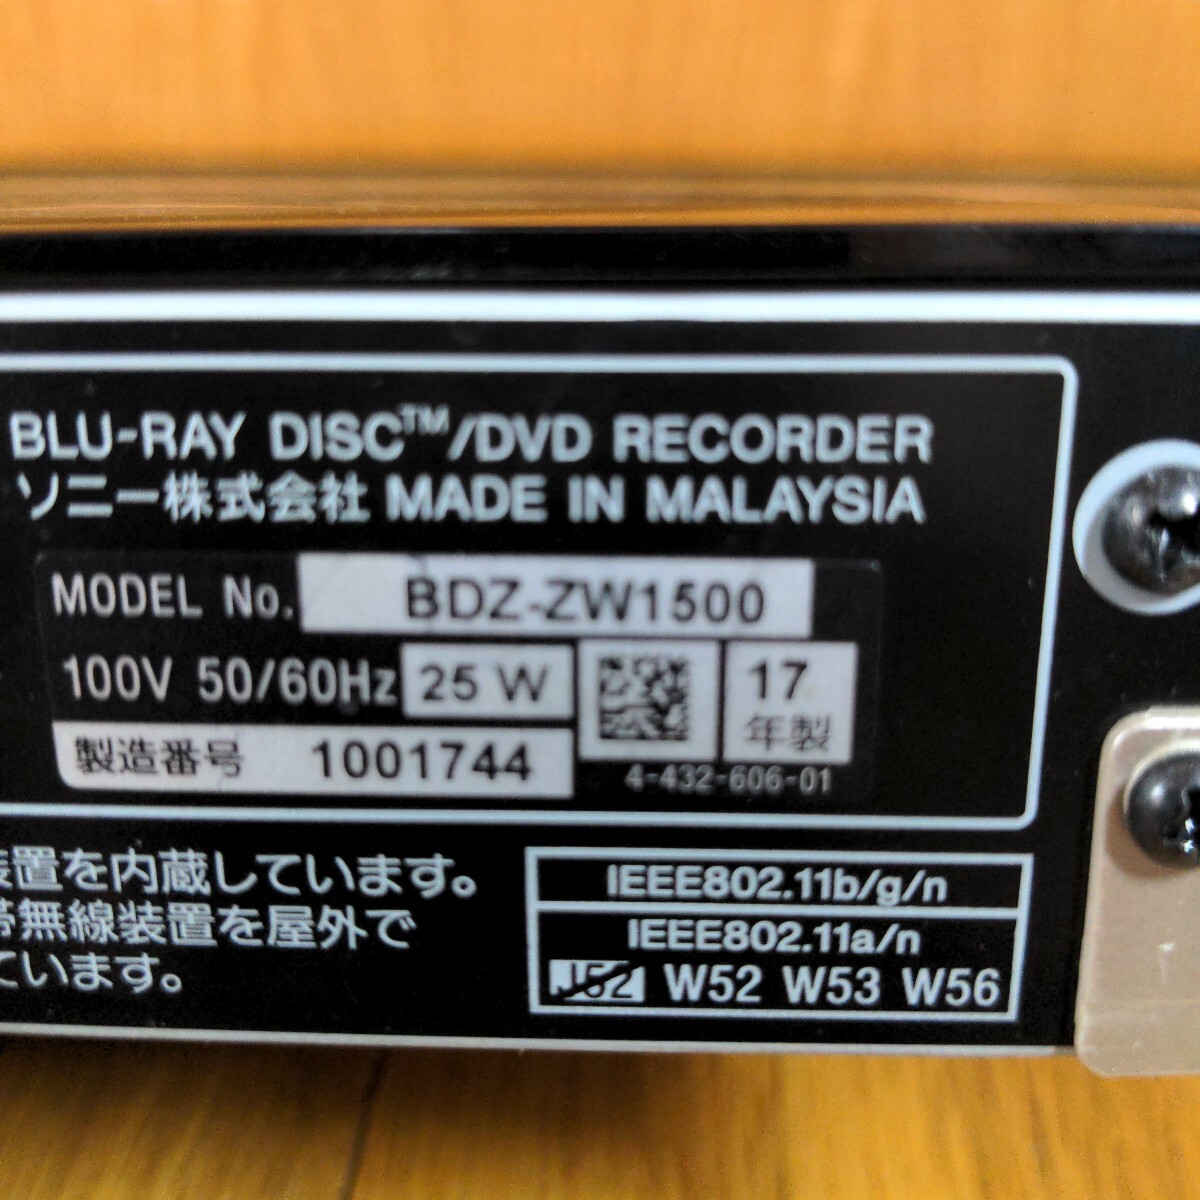 BLU-RAY DISC™/DVD RECORDER
ソニー株式会社 MADE IN MALAYSIA
MODEL No. BDZ-ZW1500
100V 50/60Hz 25 W
17
年製
製造番号 1001744
4-432-606-01
装置を内蔵しています。
帯無線装置を屋外で
ています。
IEEE802.11b/g/n
IEEE802.11a/n
J52 W52 W53 W56